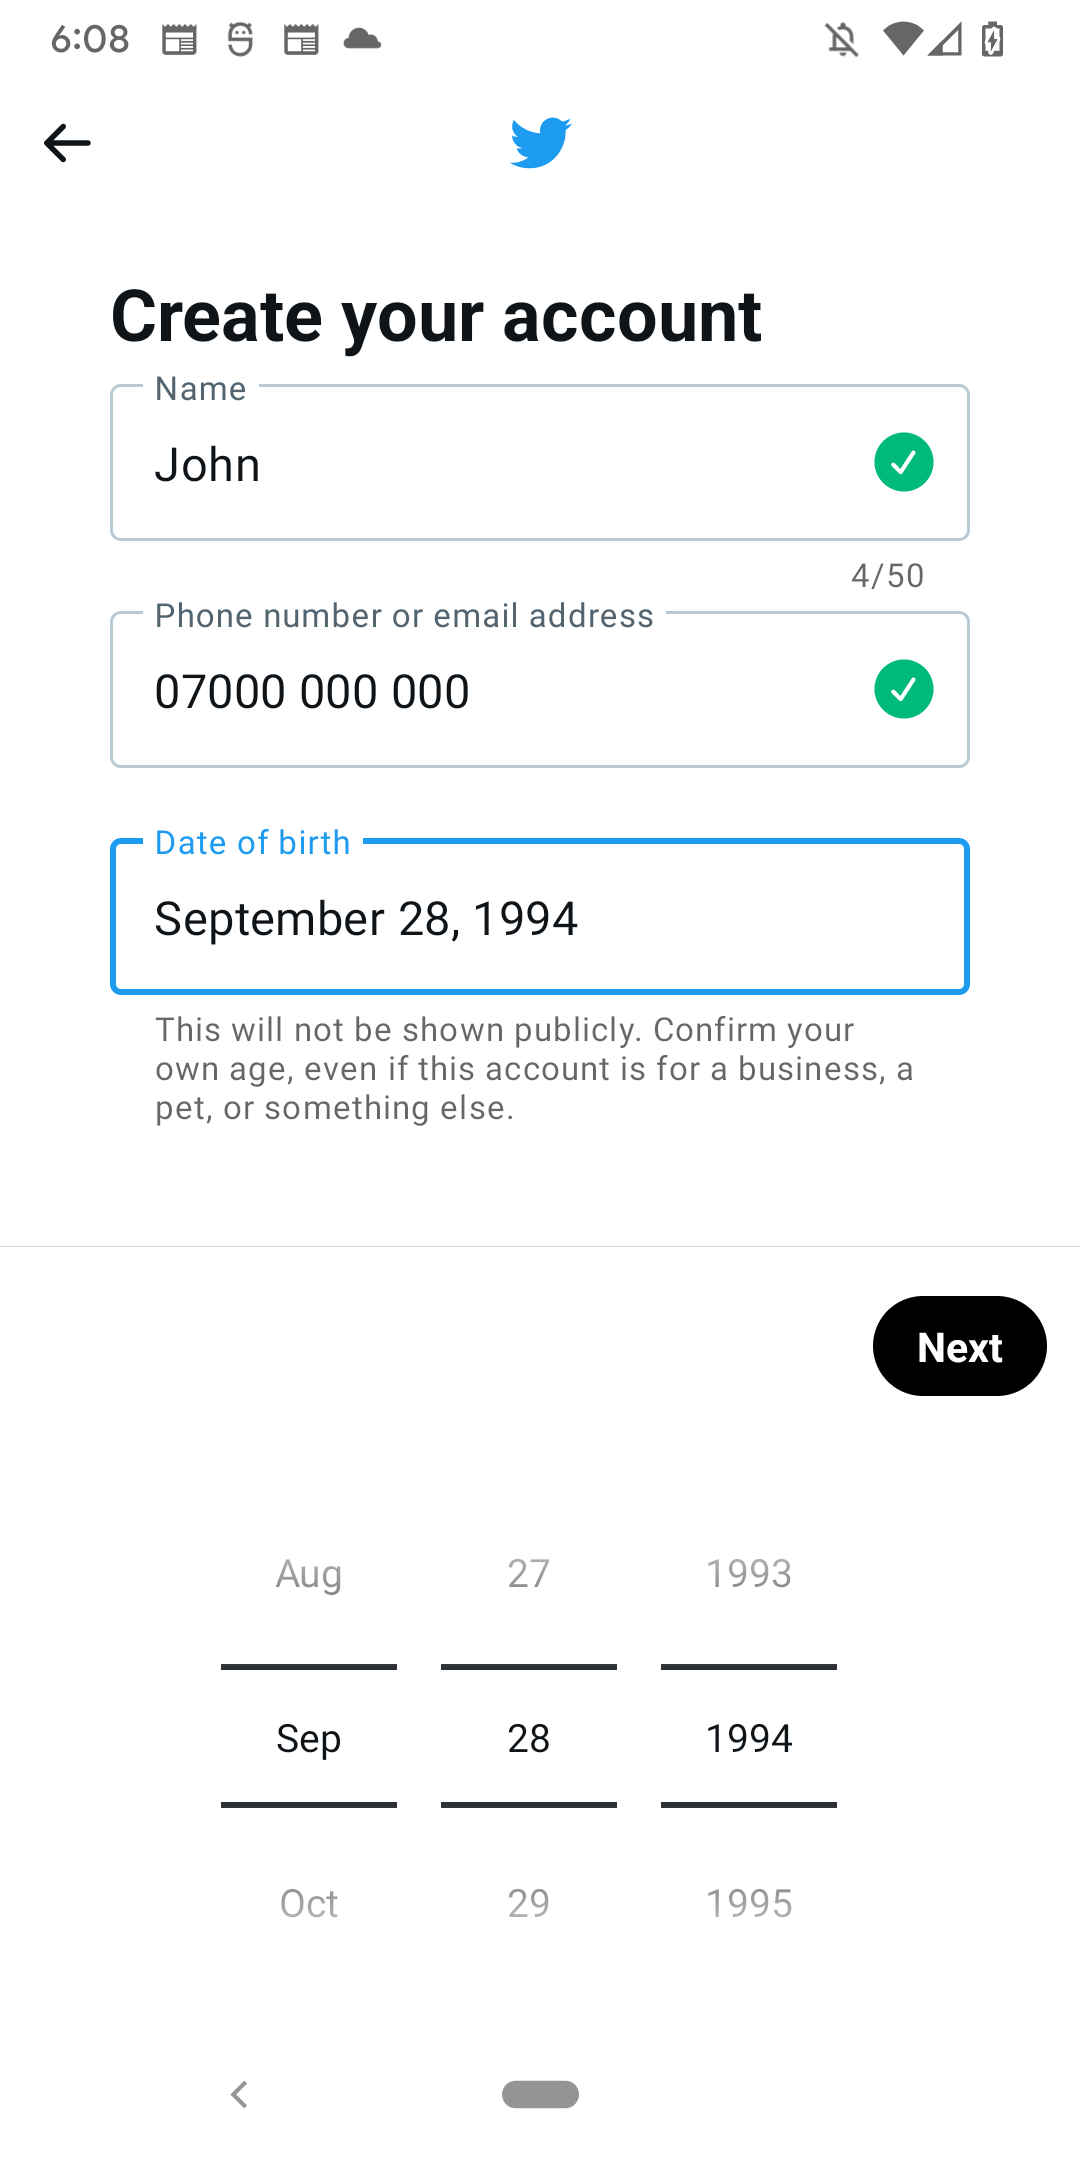 6:08
Create your account
Name
John
4/50
Phone number or email address
07000 000 000
Date of birth
September 28, 1994
This will not be shown publicly. Confirm your
own age, even if this account is for a business, a
pet, or something else.
Next
Aug 27 1993
Sep 28 1994
Oct 29 1995